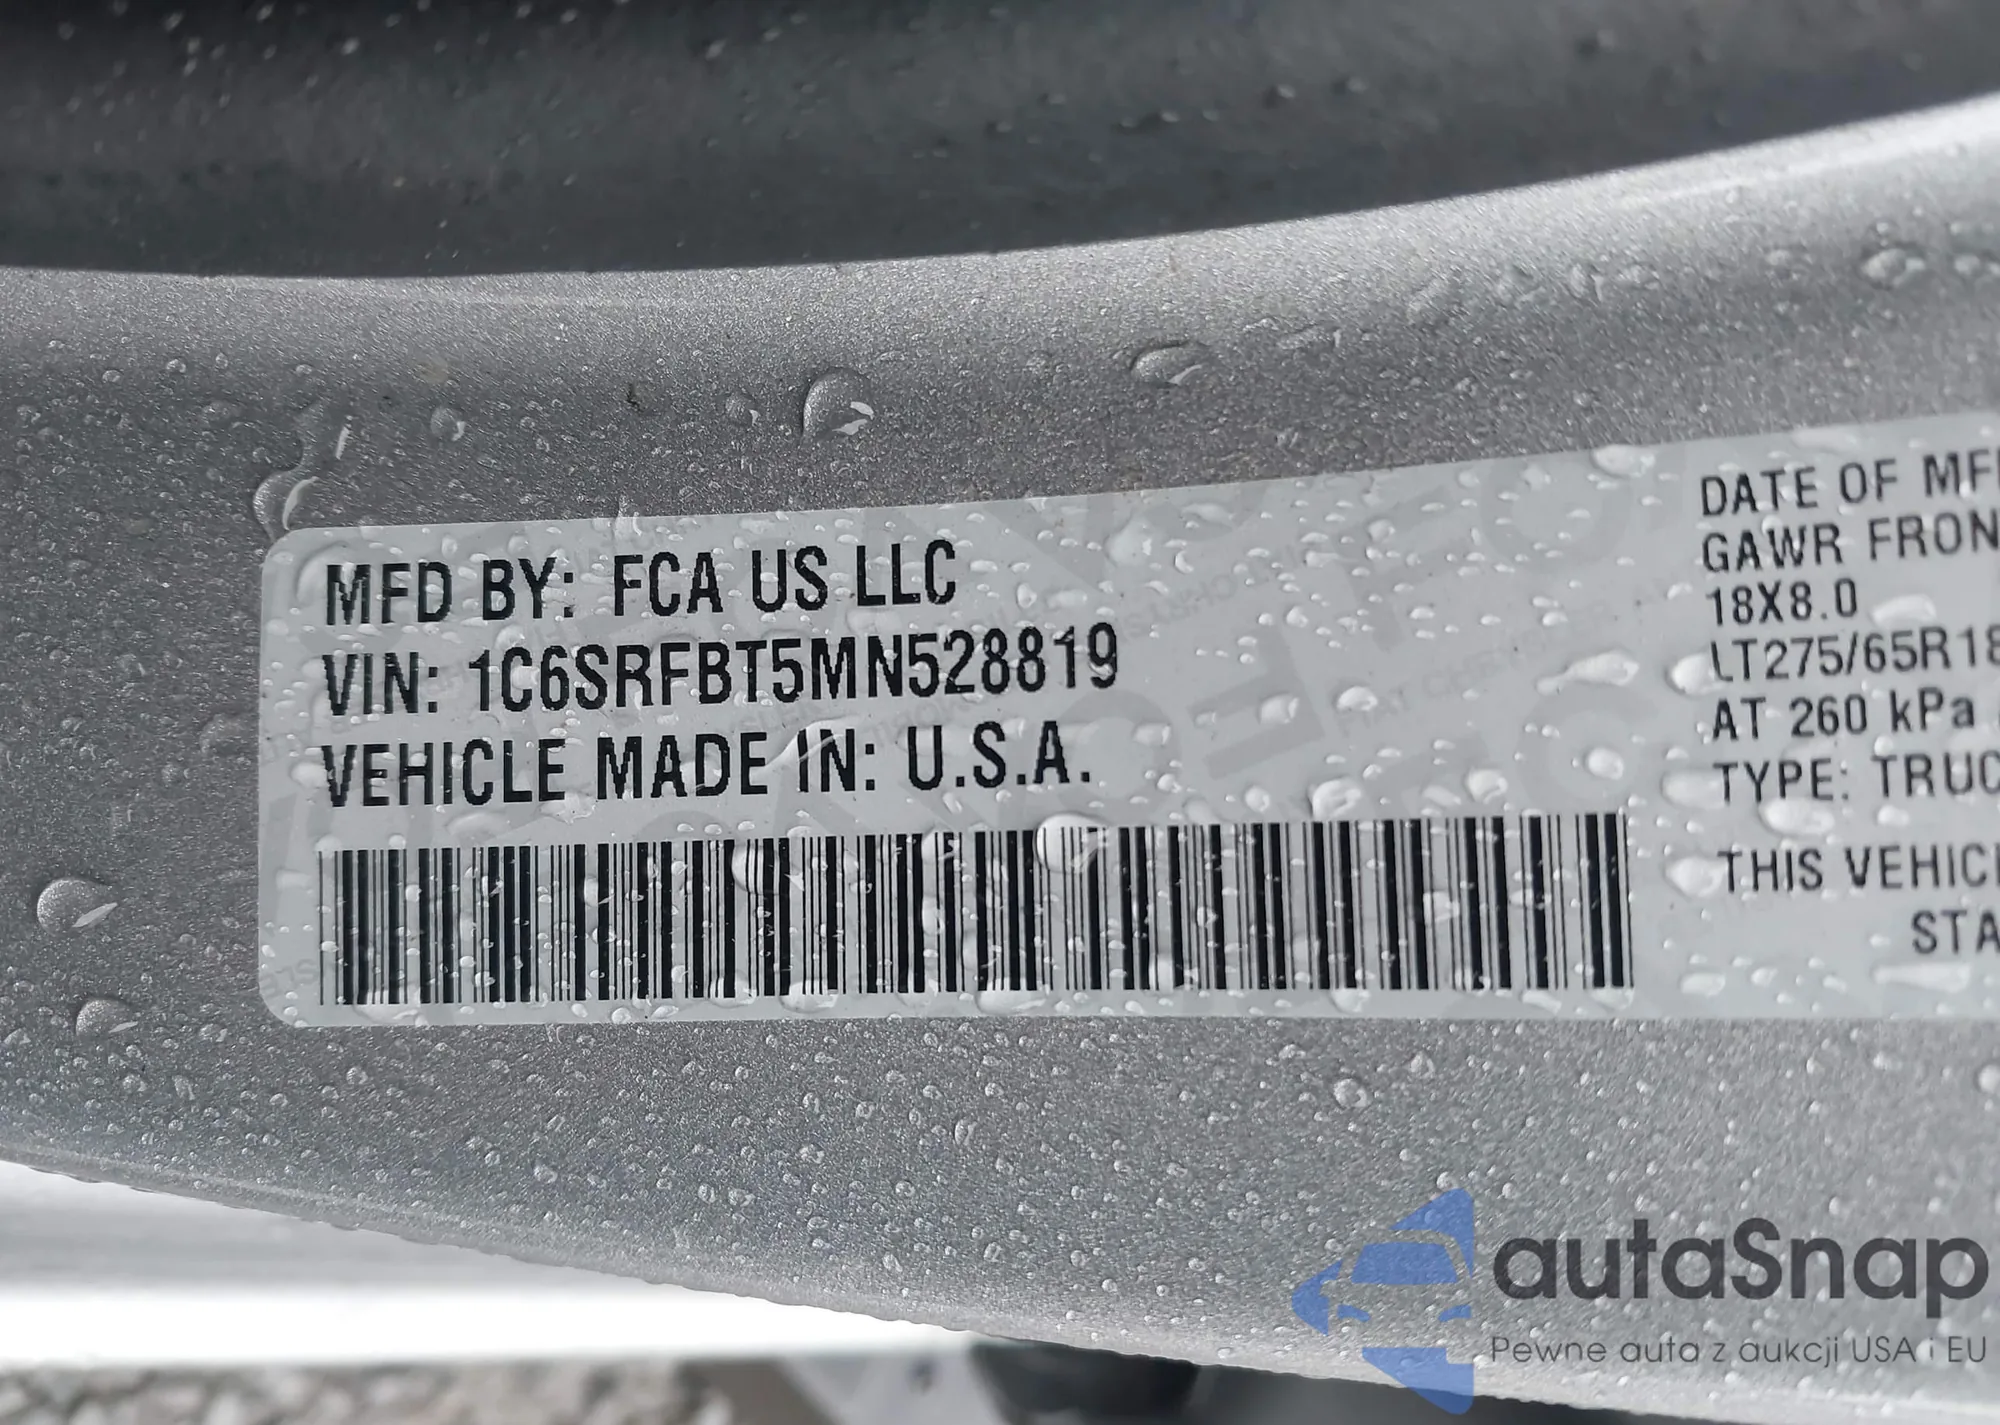 MFD BY: FCA US LLC
VIN: 1C6SRFBT5MN528819
VEHICLE MADE IN: U.S.A.
DATE OF MF
GAWR FRON
18X8.0
LT275/65R18
AT 260 kPa
TYPE: TRUC
THIS VEHIC
STA
autaSnap
Pewne auta z aukcji USA i EU